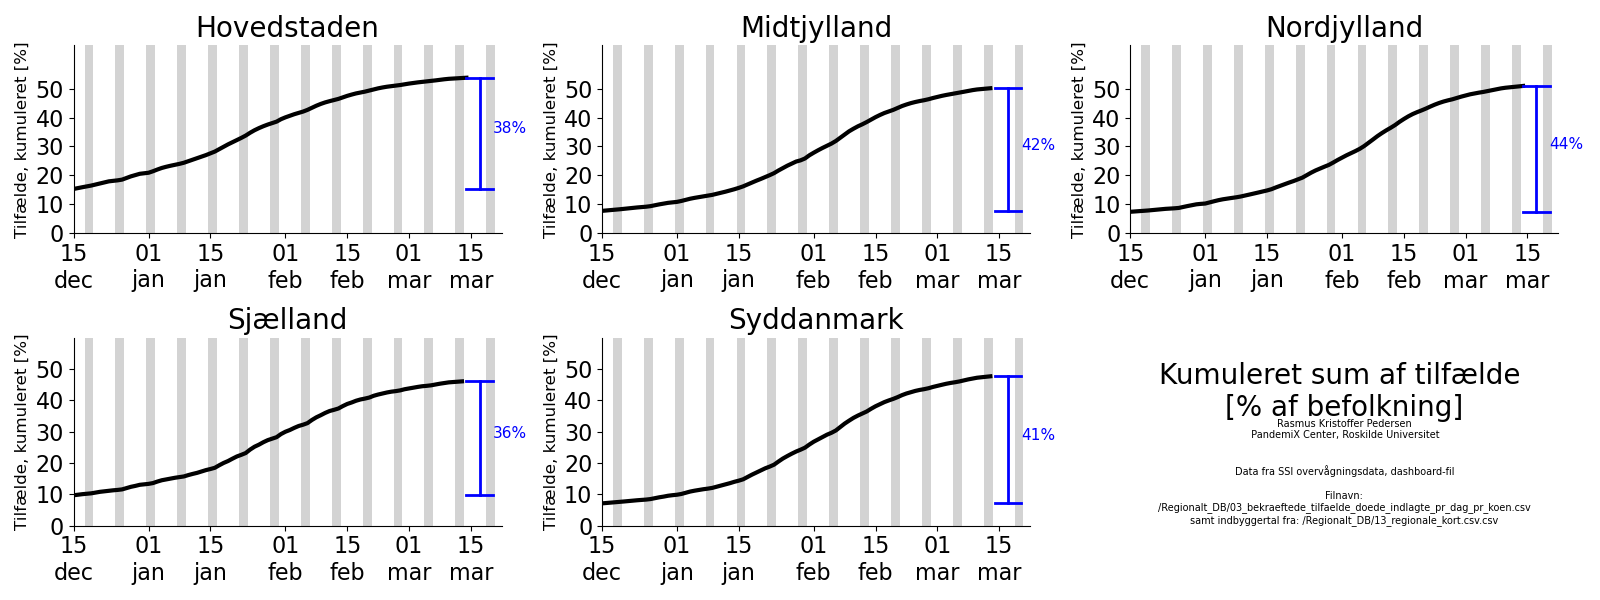 Hovedstaden
Tilfælde, kumuleret [%]
50
40
30
20
10
0
38%
15 01 15 01 15 01 15
dec jan jan feb feb mar mar
Midtjylland
Tilfælde, kumuleret [%]
50
40
30
20
10
0
42%
15 01 15 01 15 01 15
dec jan jan feb feb mar mar
Nordjylland
Tilfælde, kumuleret [%]
50
40
30
20
10
0
44%
15 01 15 01 15 01 15
dec jan jan feb feb mar mar
Sjælland
Tilfælde, kumuleret [%]
50
40
30
20
10
0
36%
15 01 15 01 15 01 15
dec jan jan feb feb mar mar
Syddanmark
Tilfælde, kumuleret [%]
50
40
30
20
10
0
41%
15 01 15 01 15 01 15
dec jan jan feb feb mar mar
Kumuleret sum af tilfælde
[% af befolkning]
Rasmus Kristoffer Pedersen
PandemiX Center, Roskilde Universitet
Data fra SSI overvågningsdata, dashboard-fil
Filnavn:
/Regionalt_DB/03_bekraeftede_tilfaelde_doede_indlagte_pr_dag_pr_koen.csv
samt indbyggertal fra: /Regionalt_DB/13_regionale_kort.csv.csv